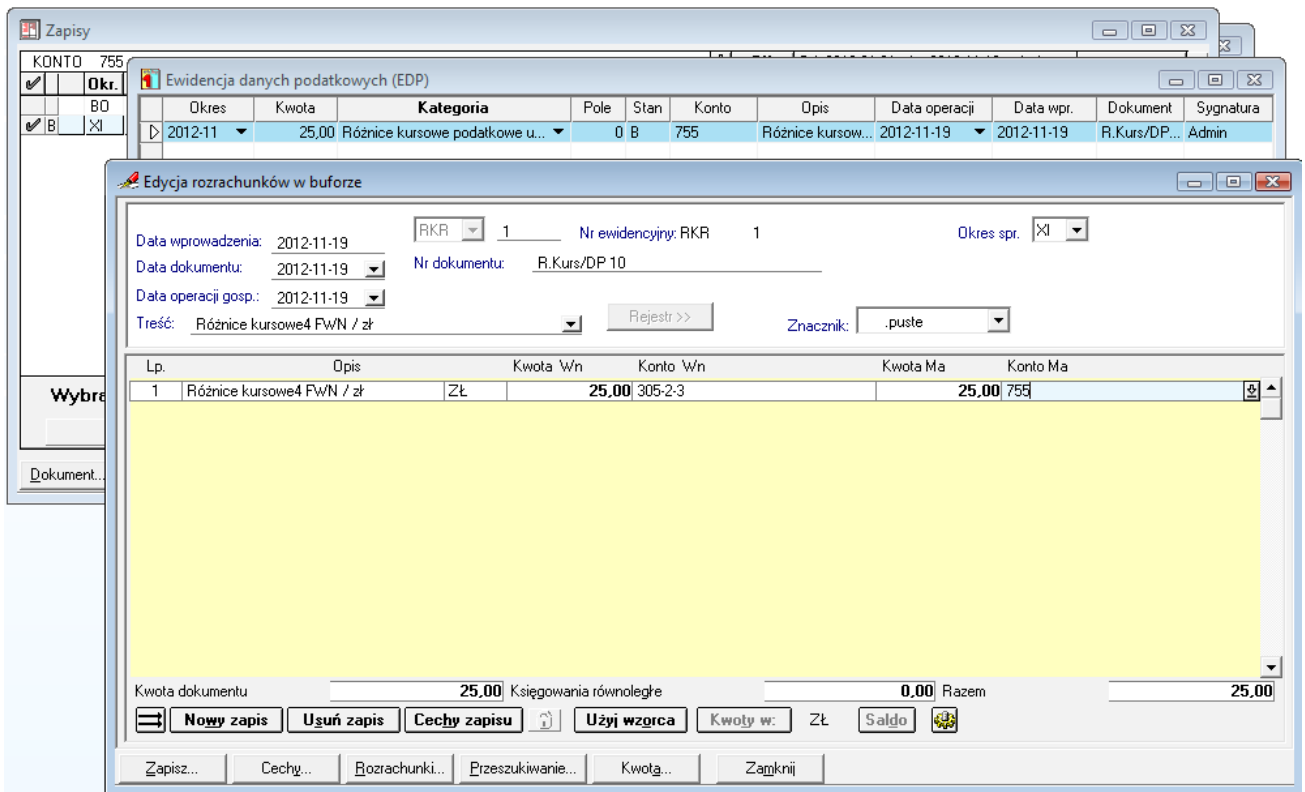 Zapisy
KONTO 755
Okr.
BO
B XI
Wybra
Dokument...
Ewidencja danych podatkowych (EDP)
Okres Kwota Kategoria Pole Stan Konto Opis Data operacji Data wpr. Dokument Sygnatura
2012-11 25,00 Różnice kursowe podatkowe u... 0 B 755 Różnice kursow... 2012-11-19 2012-11-19 R.Kurs/DP... Admin
Edycja rozrachunków w buforze
Data wprowadzenia: 2012-11-19 RKR 1 Nr ewidencyjny: RKR 1 Okres spr. XI
Data dokumentu: 2012-11-19 Nr dokumentu: R.Kurs/DP 10
Data operacji gosp.: 2012-11-19
Treść: Różnice kursowe4 FWN / zł Rejestr >> Znacznik: .puste
Lp. Opis Kwota Wn Konto Wn Kwota Ma Konto Ma
1 Różnice kursowe4 FWN / zł ZŁ 25,00 305-2-3 25,00 755
Kwota dokumentu 25,00 Księgowania równoległe 0,00 Razem 25,00
Nowy zapis Usuń zapis Cechy zapisu Użyj wzorca Kwoty w: ZŁ Saldo
Zapisz... Cechy... Rozrachunki... Przeszukiwanie... Kwota... Zamknij